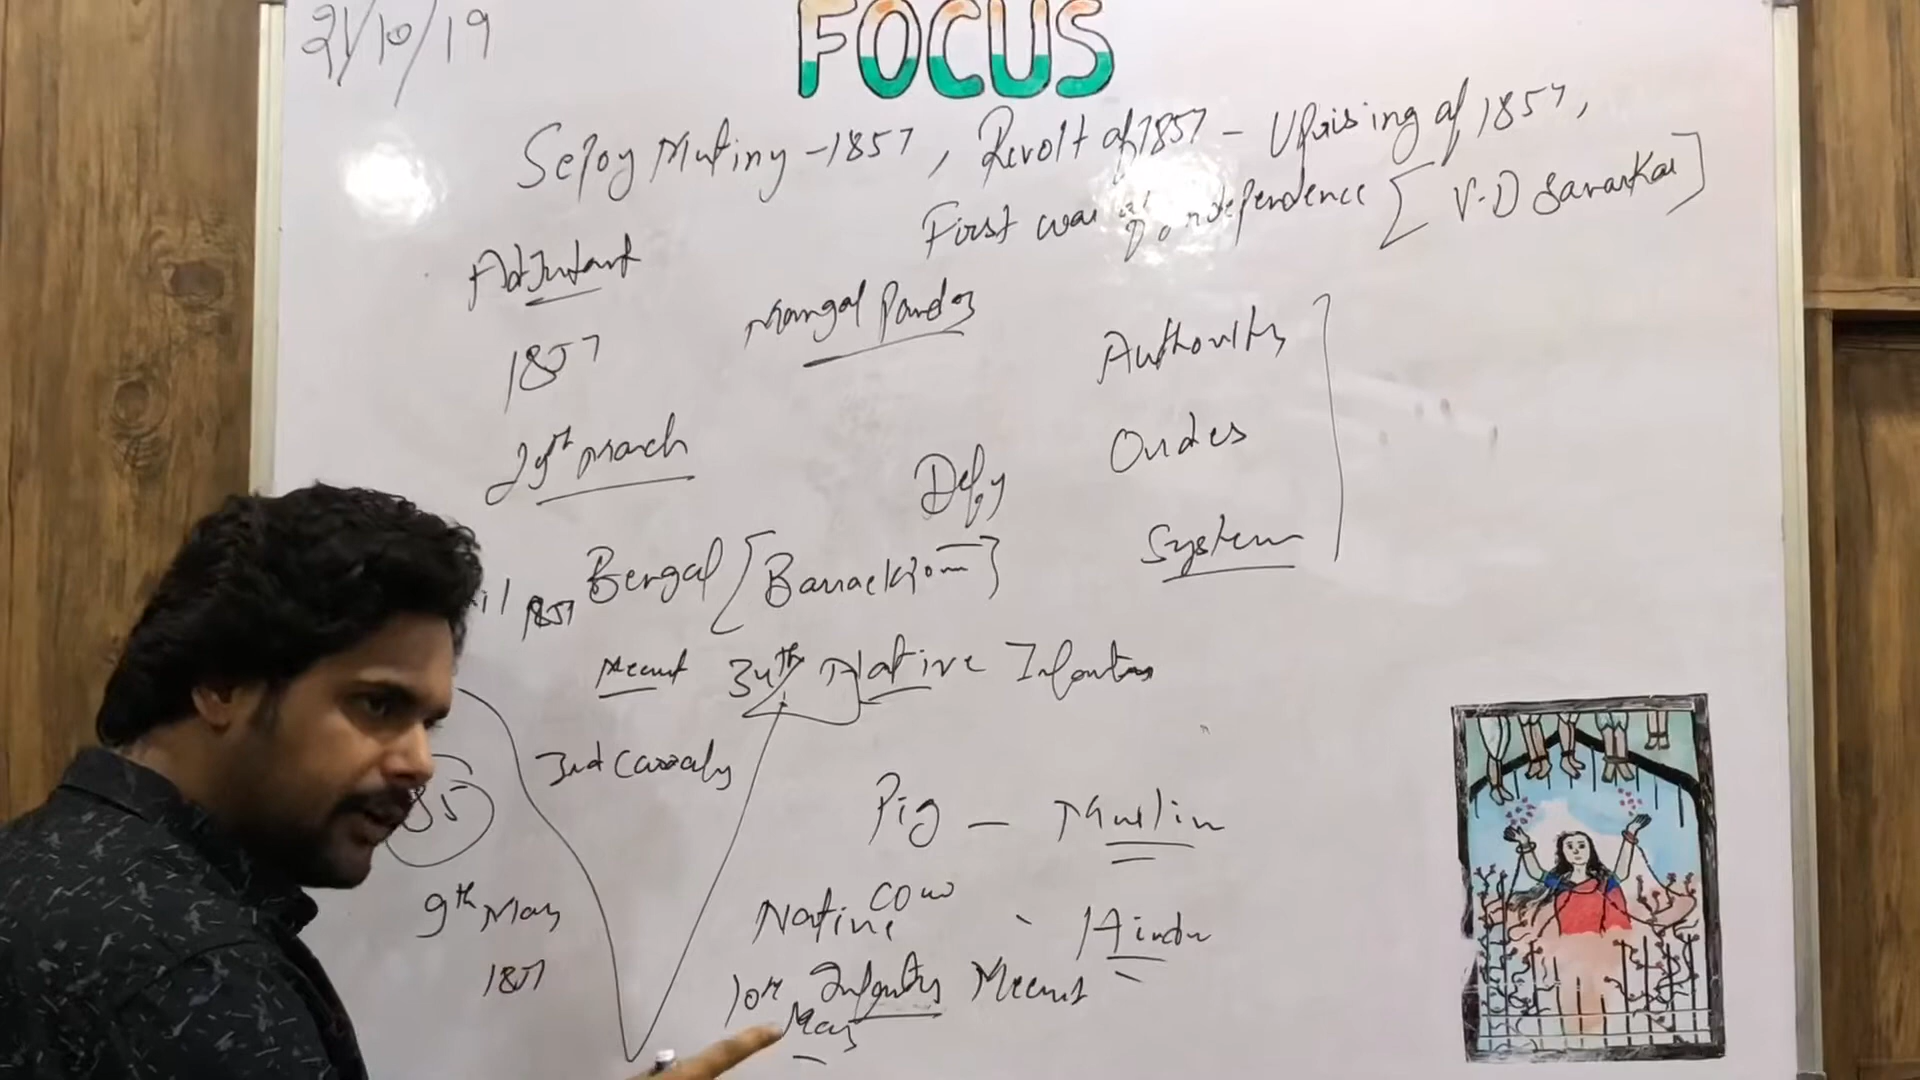 21/10/19
FOCUS
Sepoy Mutiny - 1857, Revolt of 1857 - Uprising of 1857,
First war of Independence [V.D Savarkar]
Adjutant
Mangal Pandey
1857
Authority
29th March
Defy
Orders
System
1857
Bengal [Barrackpore]
Meerut
34th Native Infantry
3rd Cavalry
85
Pig - Muslim
Cow - Hindu
9th May
1857
Native
Infantry Meerut
10th
May